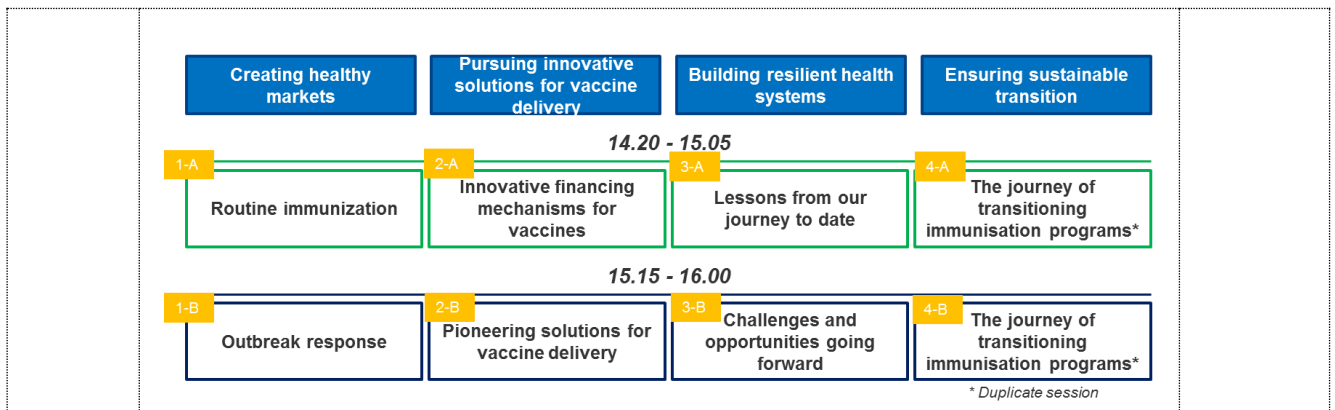 Creating healthy
markets
Pursuing innovative
solutions for vaccine
delivery
Building resilient health
systems
Ensuring sustainable
transition
14.20 - 15.05
1-A
Routine immunization
2-A
Innovative financing
mechanisms for
vaccines
3-A
Lessons from our
journey to date
4-A
The journey of
transitioning
immunisation programs*
15.15 - 16.00
1-B
Outbreak response
2-B
Pioneering solutions for
vaccine delivery
3-B
Challenges and
opportunities going
forward
4-B
The journey of
transitioning
immunisation programs*
* Duplicate session